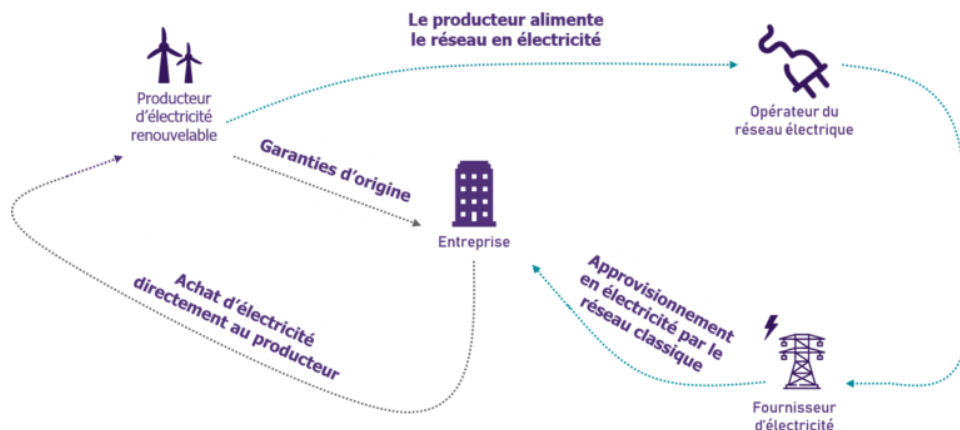 Le producteur alimente
le réseau en électricité
Producteur
d'électricité
renouvelable
Opérateur du
réseau électrique
Garanties d'origine
Entreprise
Achat d'électricité
directement au producteur
Approvisionnement
en électricité par le
réseau classique
Fournisseur
d'électricité